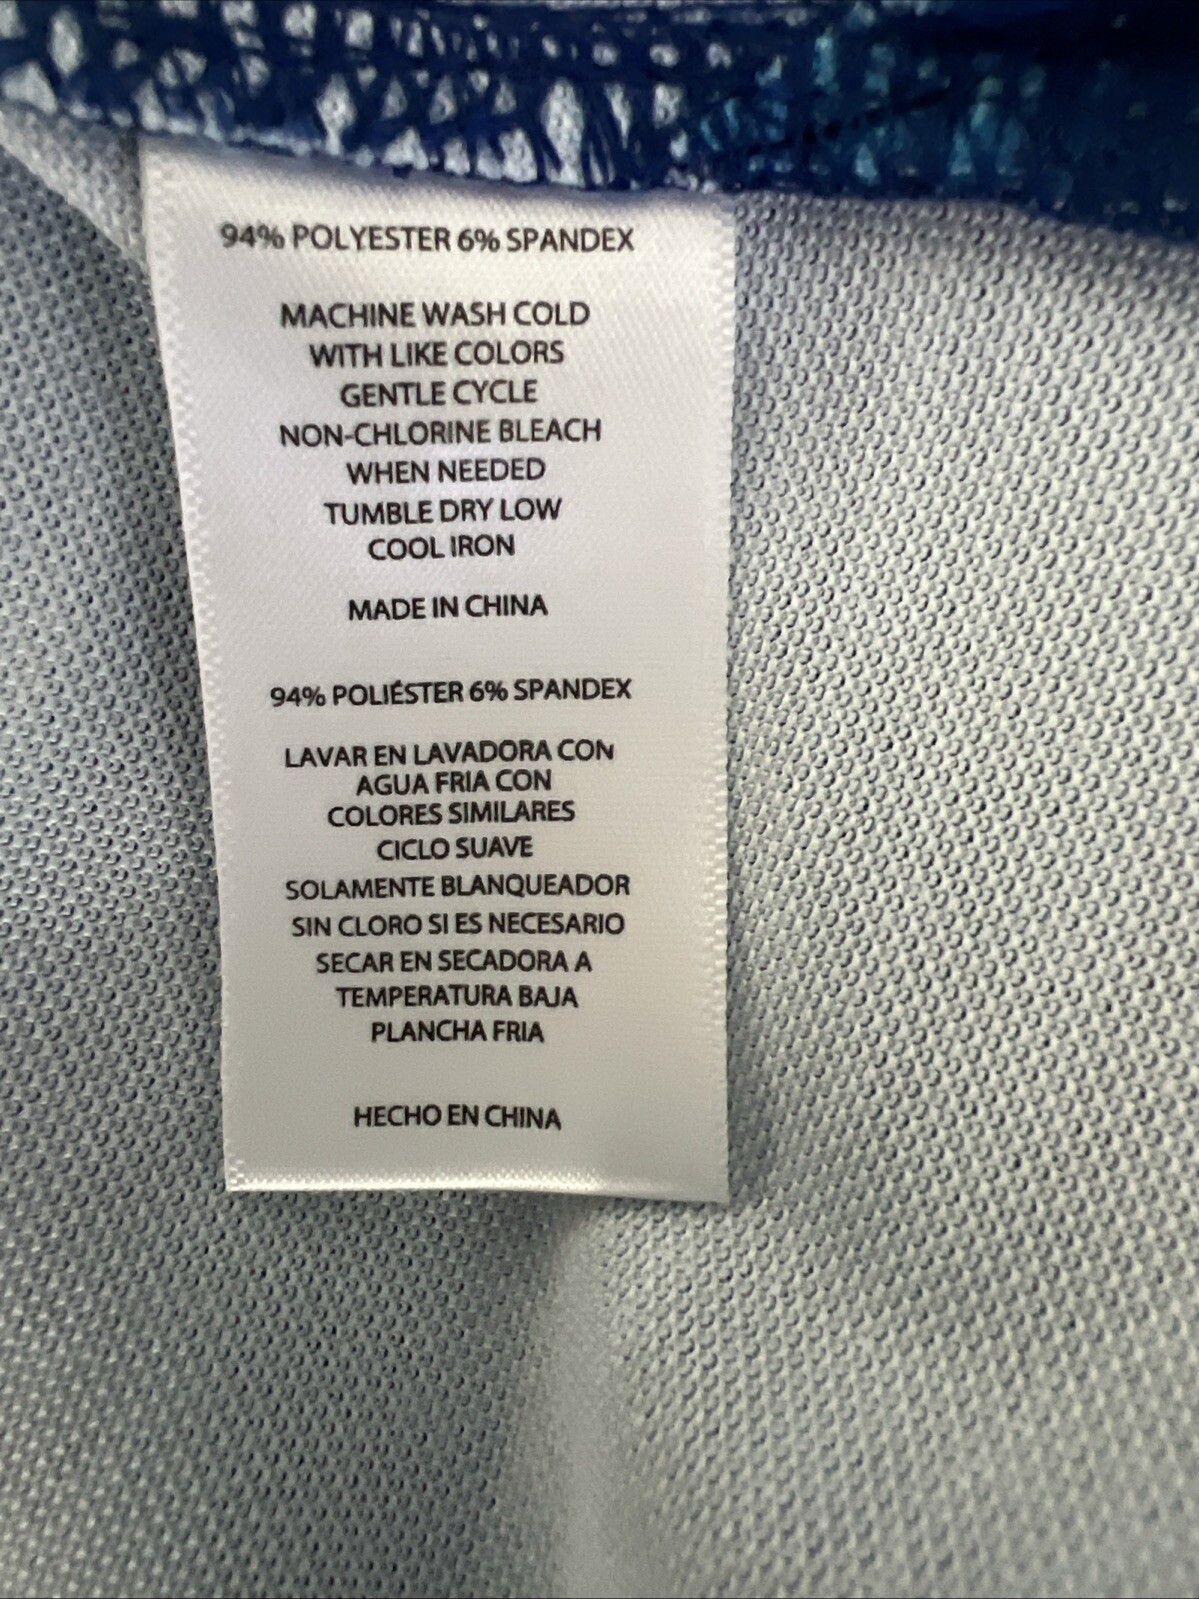 94% POLYESTER 6% SPANDEX
MACHINE WASH COLD
WITH LIKE COLORS
GENTLE CYCLE
NON-CHLORINE BLEACH
WHEN NEEDED
TUMBLE DRY LOW
COOL IRON
MADE IN CHINA
94% POLIÉSTER 6% SPANDEX
LAVAR EN LAVADORA CON
AGUA FRIA CON
COLORES SIMILARES
CICLO SUAVE
SOLAMENTE BLANQUEADOR
SIN CLORO SI ES NECESARIO
SECAR EN SECADORA A
TEMPERATURA BAJA
PLANCHA FRIA
HECHO EN CHINA